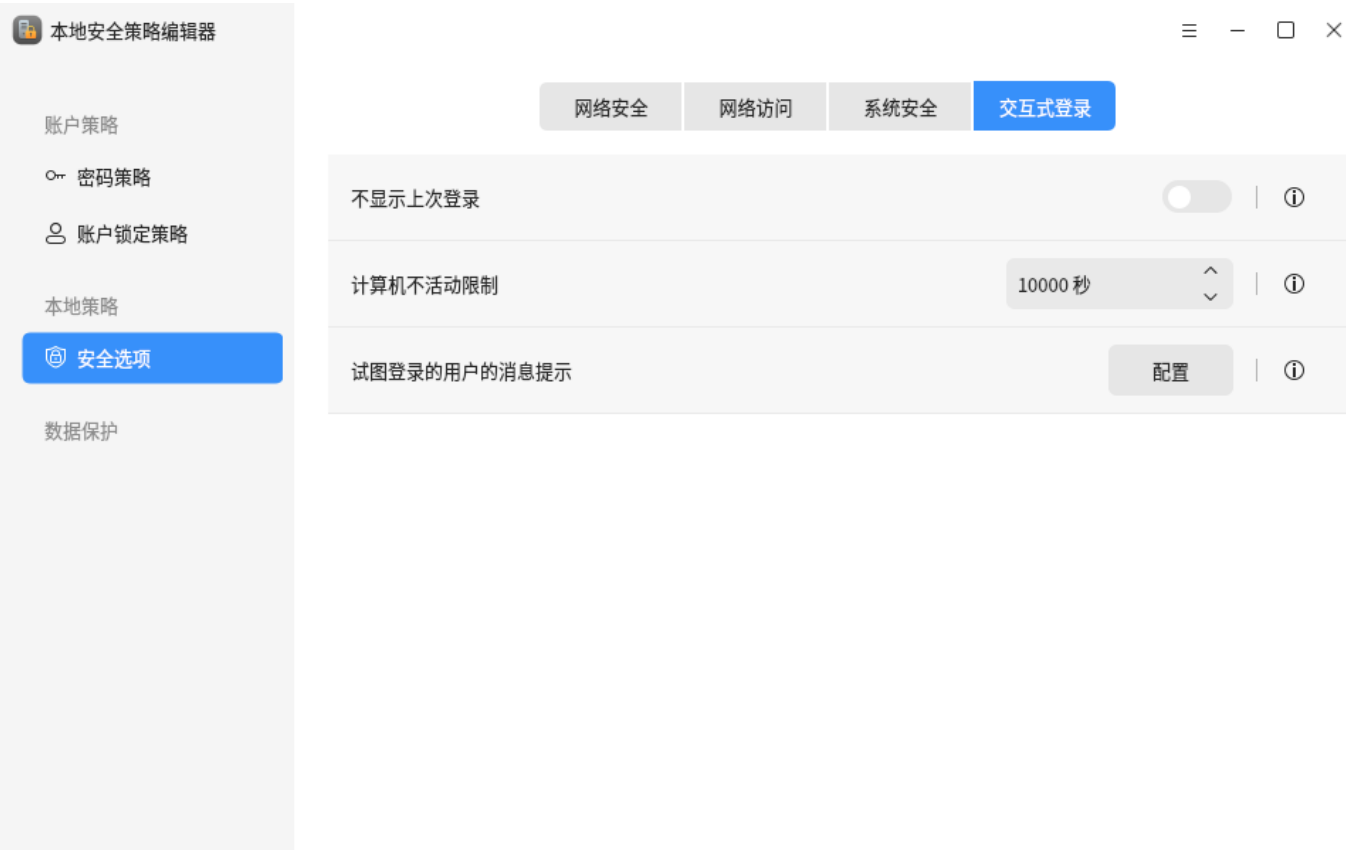 本地安全策略编辑器
账户策略
密码策略
账户锁定策略
本地策略
安全选项
数据保护
网络安全 网络访问 系统安全 交互式登录
不显示上次登录
计算机不活动限制 10000 秒
试图登录的用户的消息提示 配置